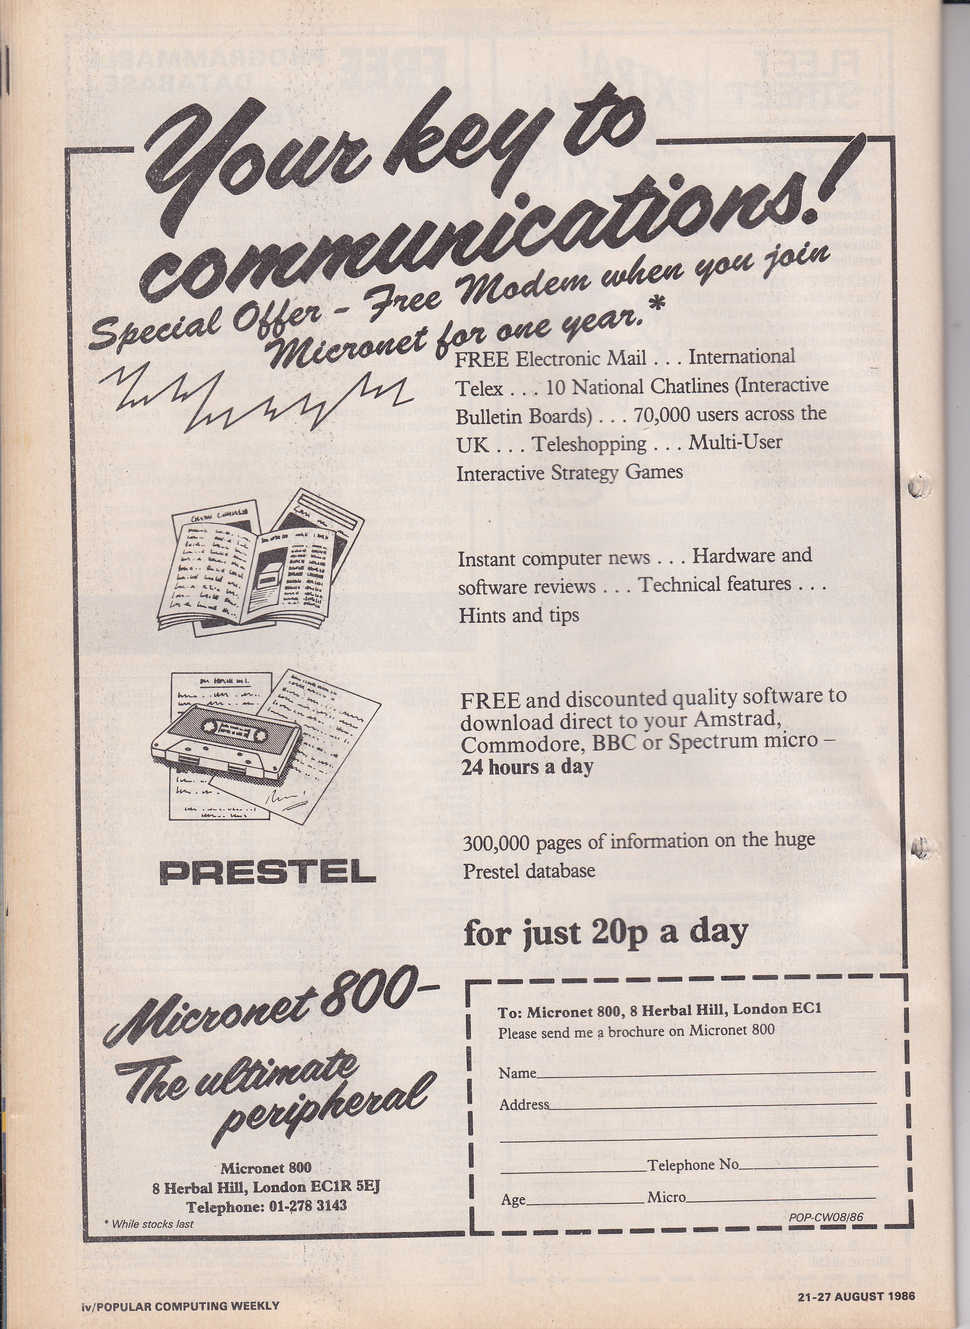 Your key to
communications!
Special Offer - Free Modem when you join
Micronet for one year.*
FREE Electronic Mail . . . International
Telex . . . 10 National Chatlines (Interactive
Bulletin Boards) . . . 70,000 users across the
UK . . . Teleshopping . . . Multi-User
Interactive Strategy Games
Instant computer news . . . Hardware and
software reviews . . . Technical features . . .
Hints and tips
FREE and discounted quality software to
download direct to your Amstrad,
Commodore, BBC or Spectrum micro –
24 hours a day
PRESTEL
300,000 pages of information on the huge
Prestel database
for just 20p a day
Micronet 800-
The ultimate
peripheral
Micronet 800
8 Herbal Hill, London EC1R 5EJ
Telephone: 01-278 3143
* While stocks last
To: Micronet 800, 8 Herbal Hill, London EC1
Please send me a brochure on Micronet 800
Name
Address
Telephone No
Age Micro
POP-CW08/86
iv/POPULAR COMPUTING WEEKLY
21-27 AUGUST 1986